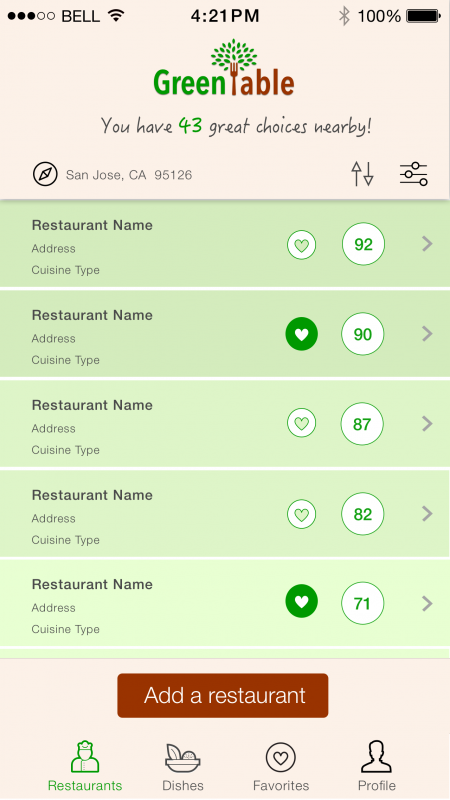 BELL 4:21PM 100%
GreenTable
You have 43 great choices nearby!
San Jose, CA 95126
Restaurant Name
Address
Cuisine Type
92
Restaurant Name
Address
Cuisine Type
90
Restaurant Name
Address
Cuisine Type
87
Restaurant Name
Address
Cuisine Type
82
Restaurant Name
Address
Cuisine Type
71
Add a restaurant
Restaurants Dishes Favorites Profile